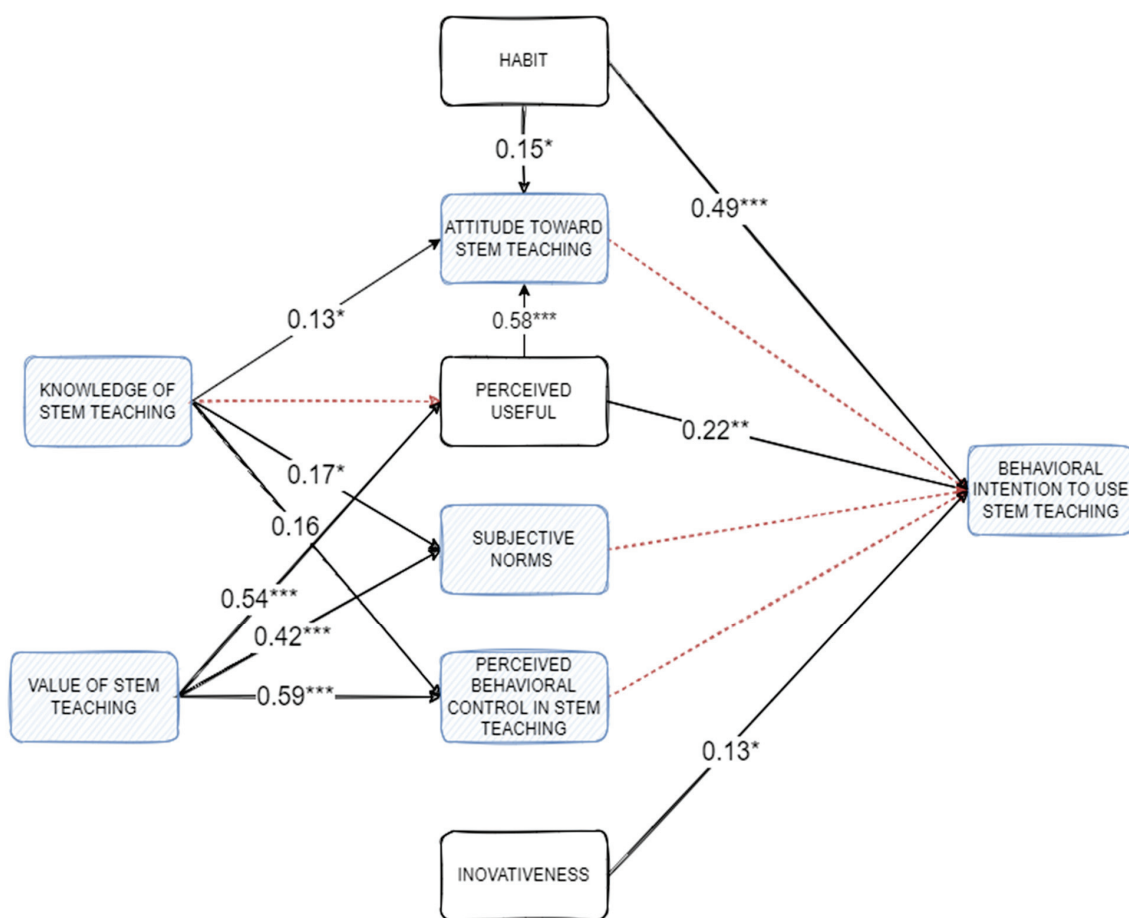 HABIT
0.15*
0.49***
ATTITUDE TOWARD
STEM TEACHING
0.13*
0.58***
KNOWLEDGE OF
STEM TEACHING
PERCEIVED
USEFUL
0.22**
0.17*
BEHAVIORAL
INTENTION TO USE
STEM TEACHING
0.16
SUBJECTIVE
NORMS
0.54***
0.42***
VALUE OF STEM
TEACHING
0.59***
PERCEIVED
BEHAVIORAL
CONTROL IN STEM
TEACHING
0.13*
INOVATIVENESS